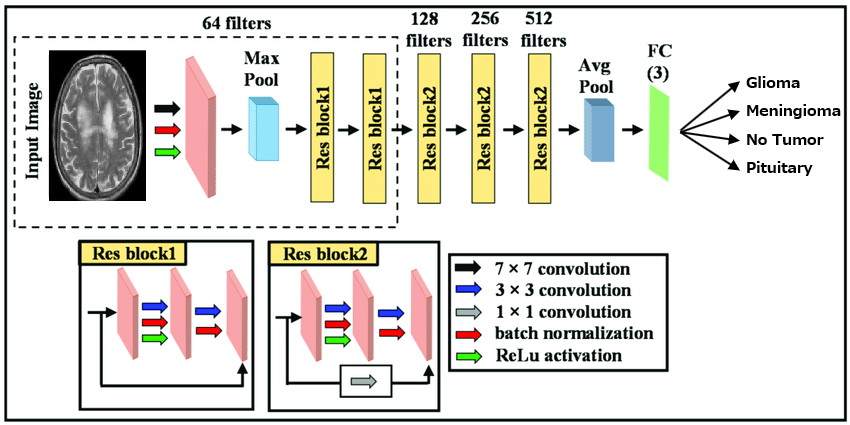 64 filters
128
filters
256
filters
512
filters
Input Image
Max
Pool
Res block1
Res block1
Res block2
Res block2
Res block2
Avg
Pool
FC
(3)
Glioma
Meningioma
No Tumor
Pituitary
Res block1
Res block2
7 × 7 convolution
3 × 3 convolution
1 × 1 convolution
batch normalization
ReLu activation